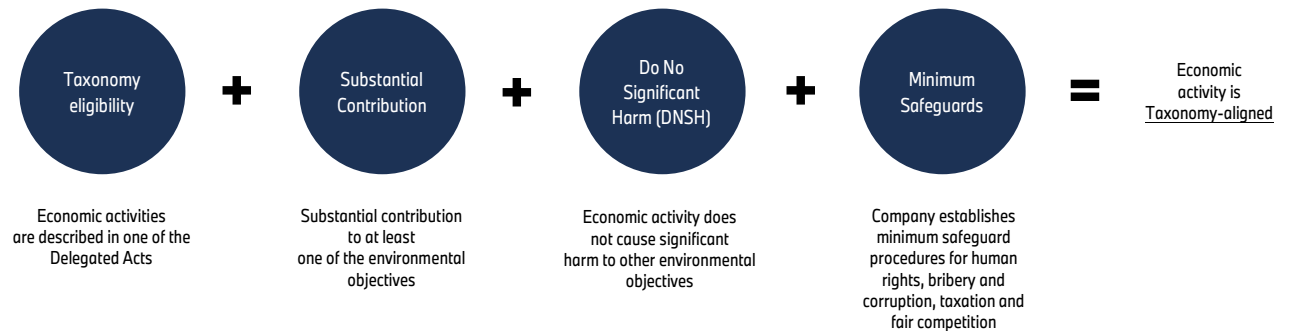 Taxonomy
eligibility
+
Substantial
Contribution
+
Do No
Significant
Harm (DNSH)
+
Minimum
Safeguards
=
Economic
activity is
Taxonomy-aligned
Economic activities
are described in one of the
Delegated Acts
Substantial contribution
to at least
one of the environmental
objectives
Economic activity does
not cause significant
harm to other environmental
objectives
Company establishes
minimum safeguard
procedures for human
rights, bribery and
corruption, taxation and
fair competition